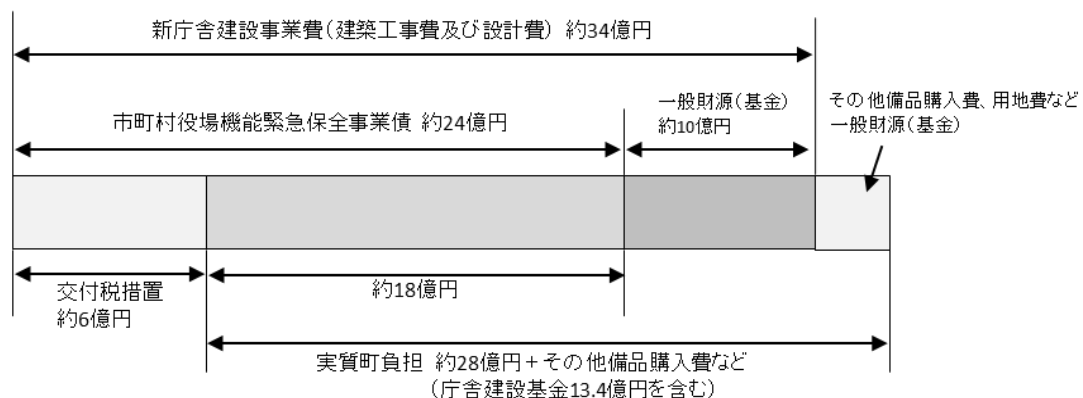 新庁舎建設事業費(建築工事費及び設計費) 約34億円
市町村役場機能緊急保全事業債 約24億円
一般財源(基金)
約10億円
その他備品購入費、用地費など
一般財源(基金)
交付税措置
約6億円
約18億円
実質町負担 約28億円+その他備品購入費など
(庁舎建設基金13.4億円を含む)